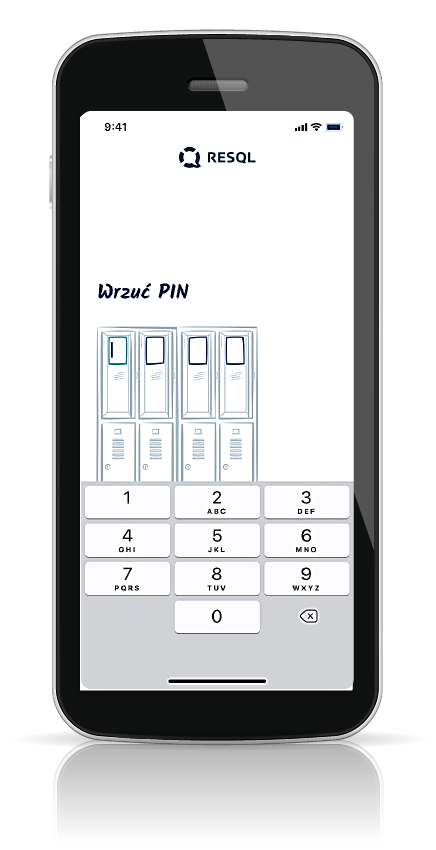 9:41
RESQL
Wrzuć PIN
1
2
ABC
3
DEF
4
GHI
5
JKL
6
MNO
7
PQRS
8
TUV
9
WXYZ
0